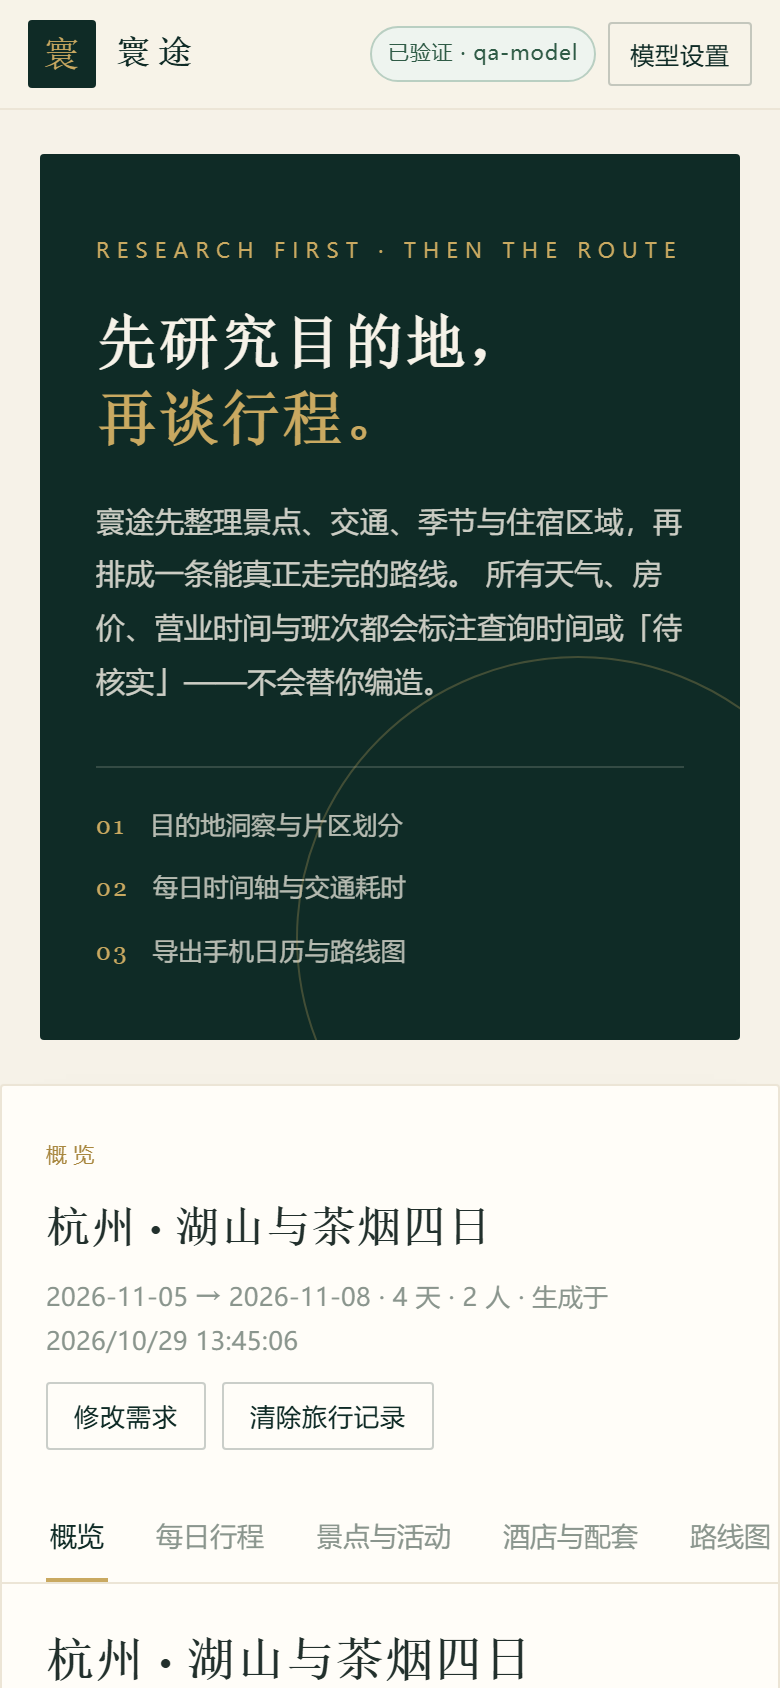 寰 寰途 已验证 · qa-model 模型设置
RESEARCH FIRST · THEN THE ROUTE
先研究目的地，
再谈行程。
寰途先整理景点、交通、季节与住宿区域，再
排成一条能真正走完的路线。 所有天气、房
价、营业时间与班次都会标注查询时间或「待
核实」——不会替你编造。
01 目的地洞察与片区划分
02 每日时间轴与交通耗时
03 导出手机日历与路线图
概览
杭州 · 湖山与茶烟四日
2026-11-05 → 2026-11-08 · 4 天 · 2 人 · 生成于
2026/10/29 13:45:06
修改需求 清除旅行记录
概览 每日行程 景点与活动 酒店与配套 路线图
杭州 · 湖山与茶烟四日